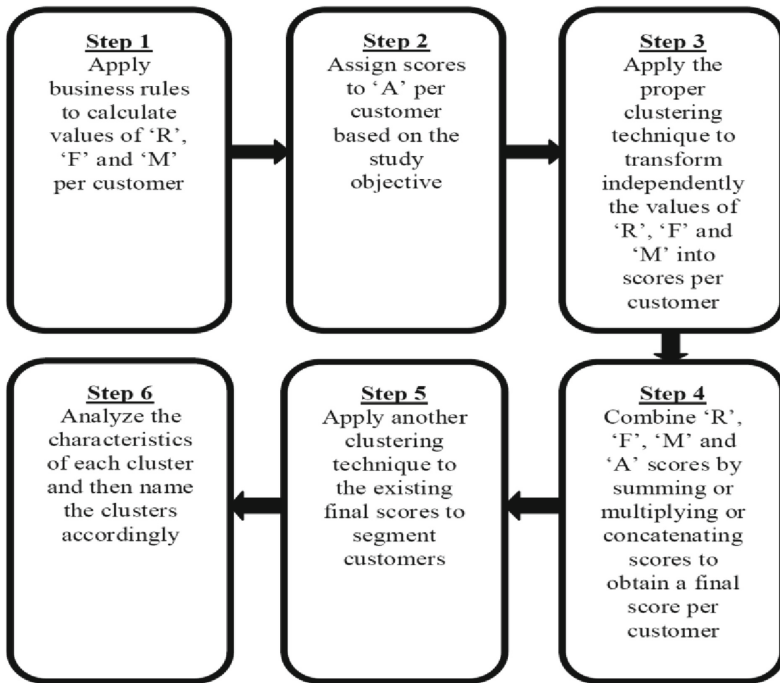 Step 1
Apply
business rules
to calculate
values of ‘R’,
‘F’ and ‘M’
per customer
Step 2
Assign scores
to ‘A’ per
customer
based on the
study
objective
Step 3
Apply the
proper
clustering
technique to
transform
independently
the values of
‘R’, ‘F’ and
‘M’ into
scores per
customer
Step 4
Combine ‘R’,
‘F’, ‘M’ and
‘A’ scores by
summing or
multiplying or
concatenating
scores to
obtain a final
score per
customer
Step 5
Apply another
clustering
technique to
the existing
final scores to
segment
customers
Step 6
Analyze the
characteristics
of each cluster
and then name
the clusters
accordingly